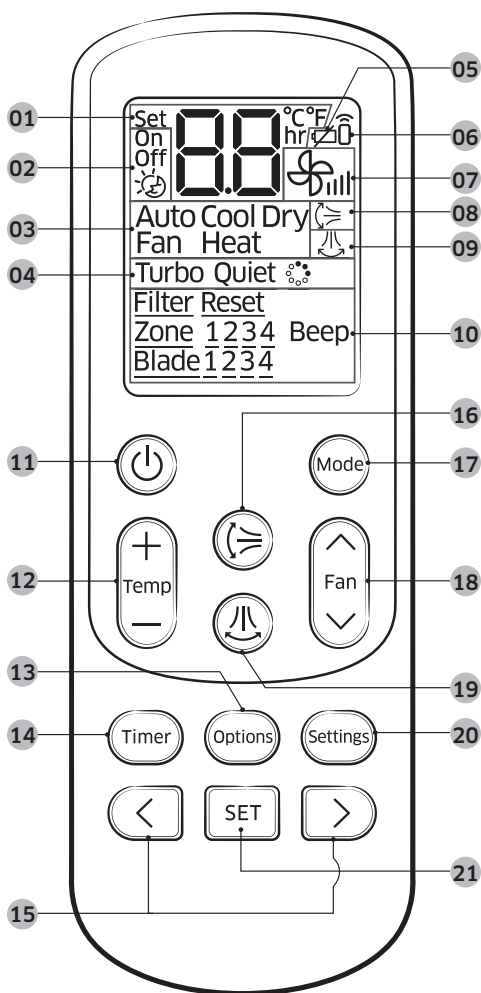 01 Set 88 °C °F 05
On hr 06
02 Off 07
03 Auto Cool Dry 08
Fan Heat 09
04 Turbo Quiet
Filter Reset
Zone 1 2 3 4 Beep 10
Blade 1 2 3 4
16
11 Mode 17
+
12 Temp Fan 18
−
13 19
14 Timer Options Settings 20
< SET >
21
15